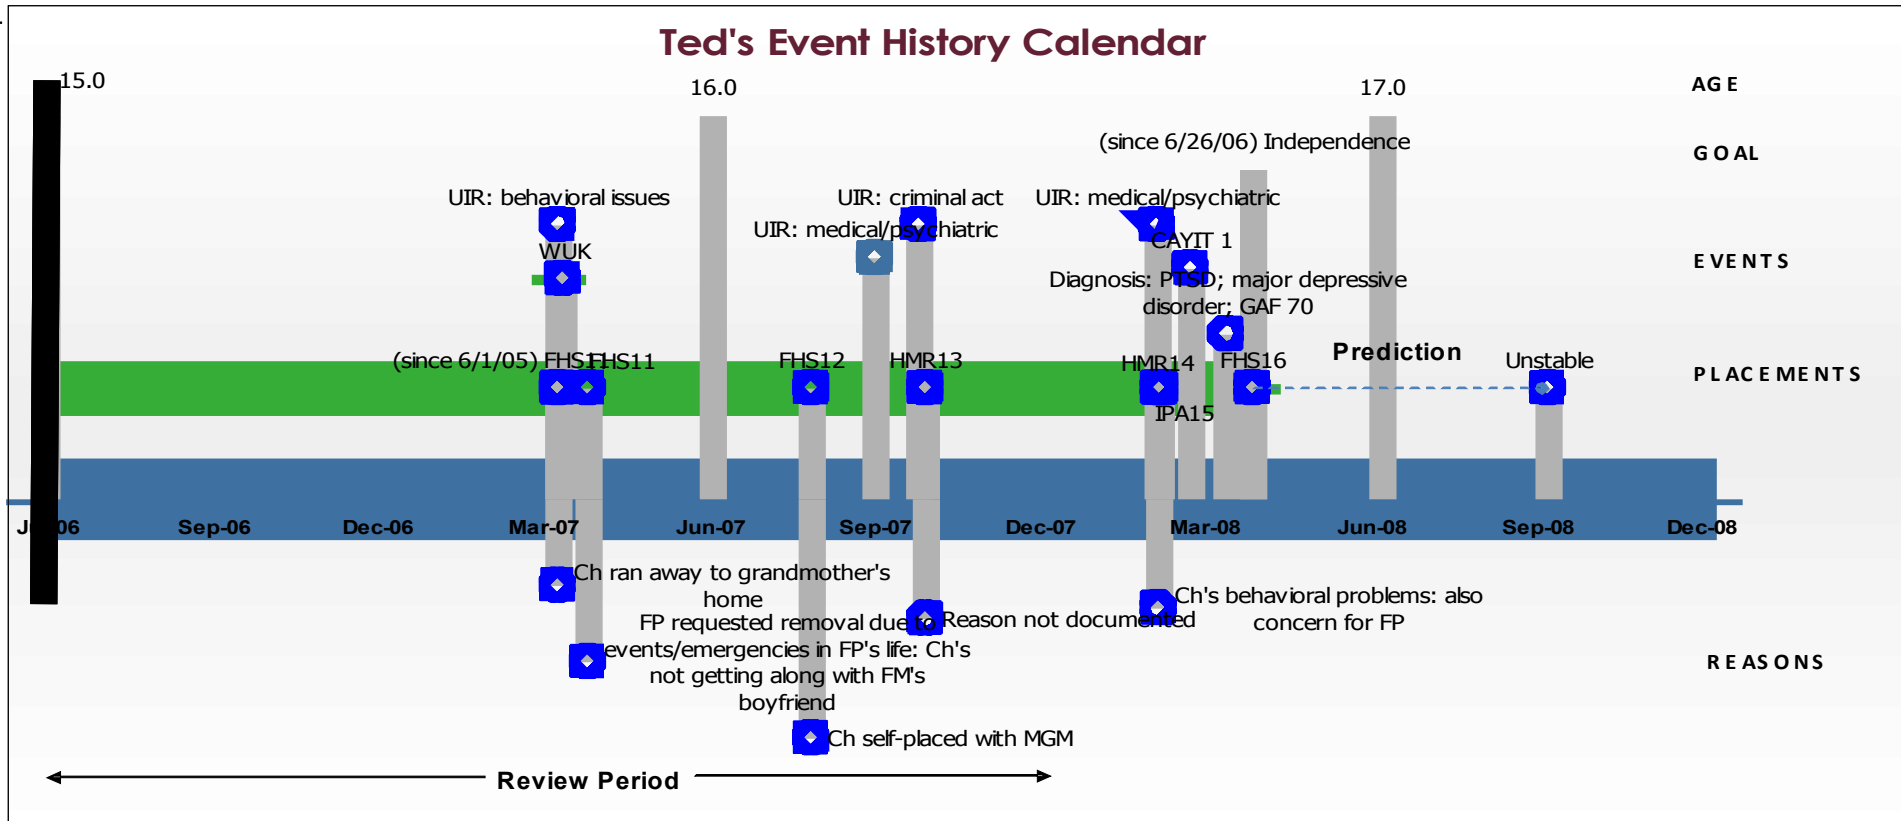 Ted's Event History Calendar
15.0
16.0
17.0
AGE
(since 6/26/06) Independence
GOAL
UIR: behavioral issues
UIR: criminal act
UIR: medical/psychiatric
UIR: medical/psychiatric
WUK
CAYIT 1
EVENTS
Diagnosis: PTSD; major depressive
disorder; GAF 70
Prediction
(since 6/1/05) FHS11
FHS11
FHS12
HMR13
HMR14
FHS16
Unstable
PLACEMENTS
IPA15
Sep-06
Dec-06
Mar-07
Jun-07
Sep-07
Dec-07
Mar-08
Jun-08
Sep-08
Dec-08
Ch ran away to grandmother's
home
Ch's behavioral problems: also
concern for FP
Reason not documented
FP requested removal due to
events/emergencies in FP's life: Ch's
not getting along with FM's
boyfriend
REASONS
Ch self-placed with MGM
Review Period